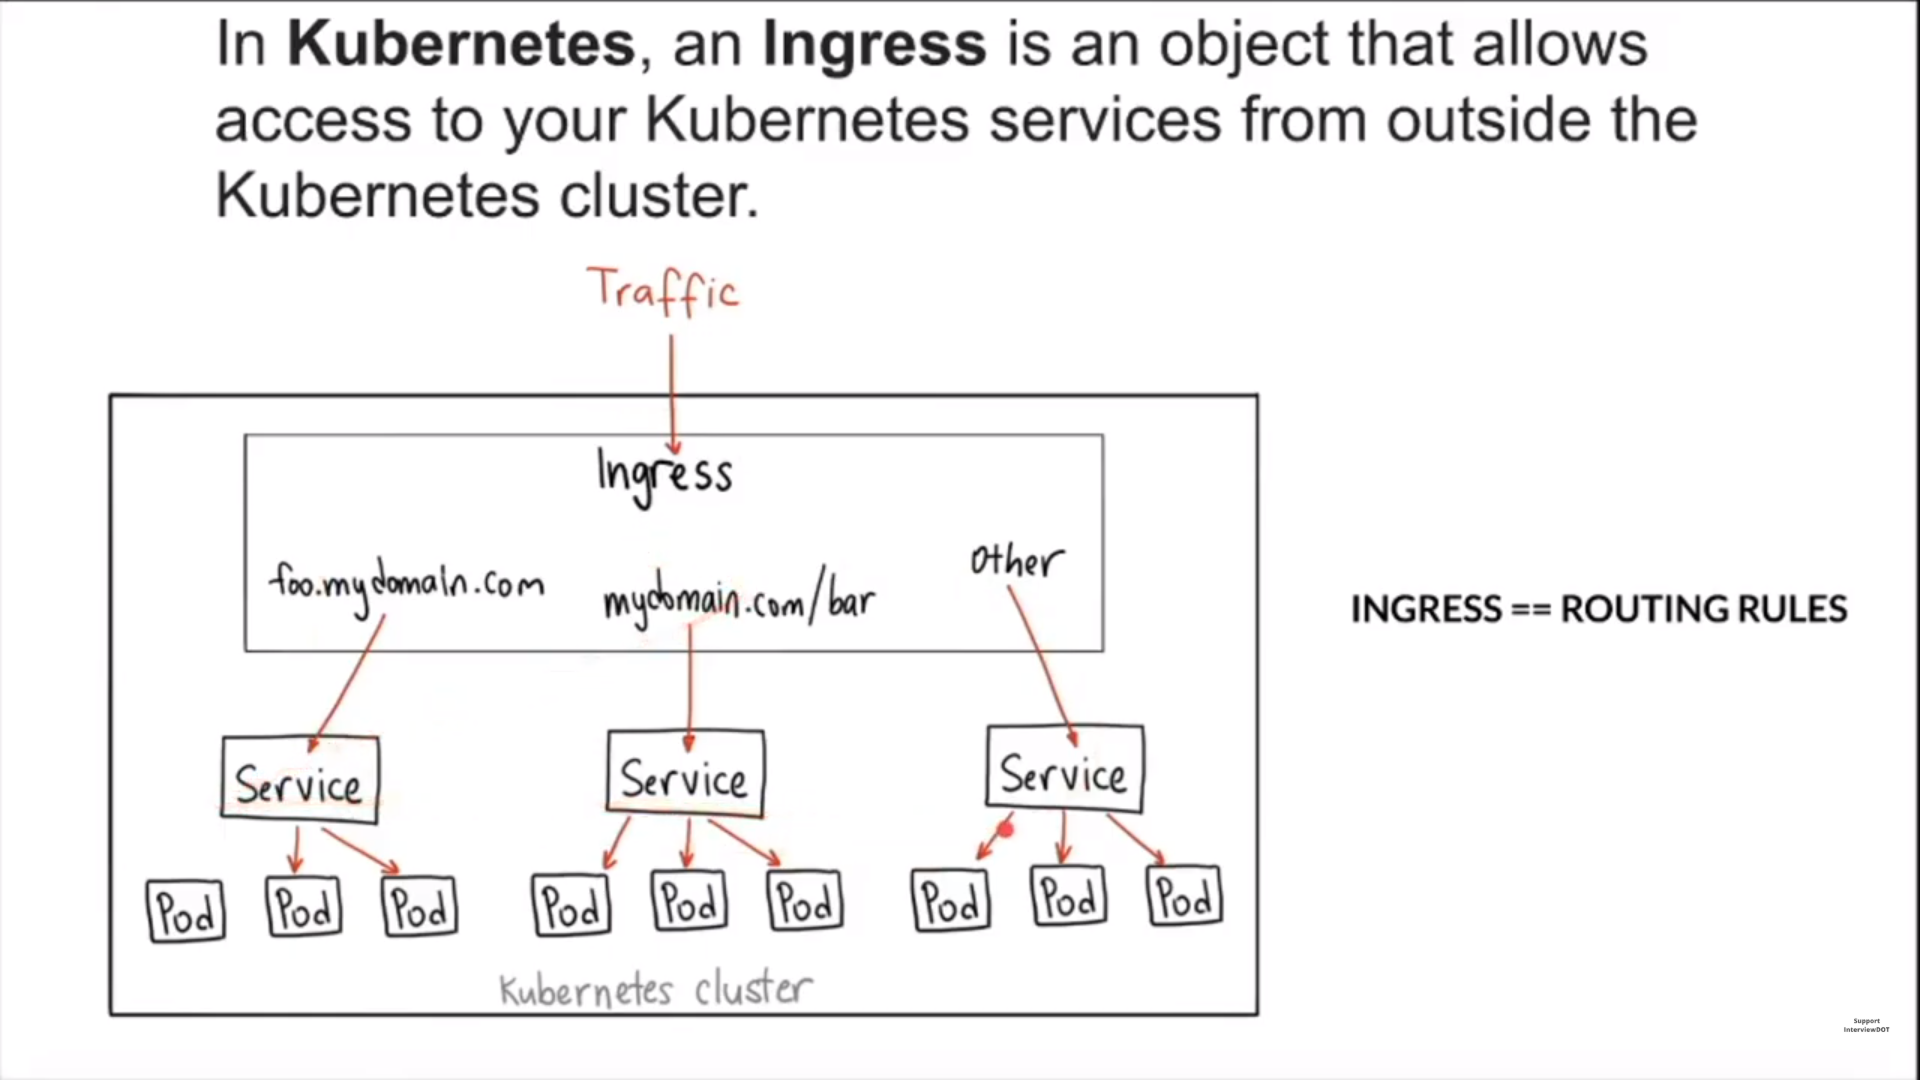 In Kubernetes, an Ingress is an object that allows
access to your Kubernetes services from outside the
Kubernetes cluster.
Traffic
Ingress
foo.mydomain.com
mydomain.com/bar
other
INGRESS == ROUTING RULES
Service
Service
Service
Pod
Pod
Pod
Pod
Pod
Pod
Pod
Pod
Pod
Kubernetes cluster
Support
InterviewDOT